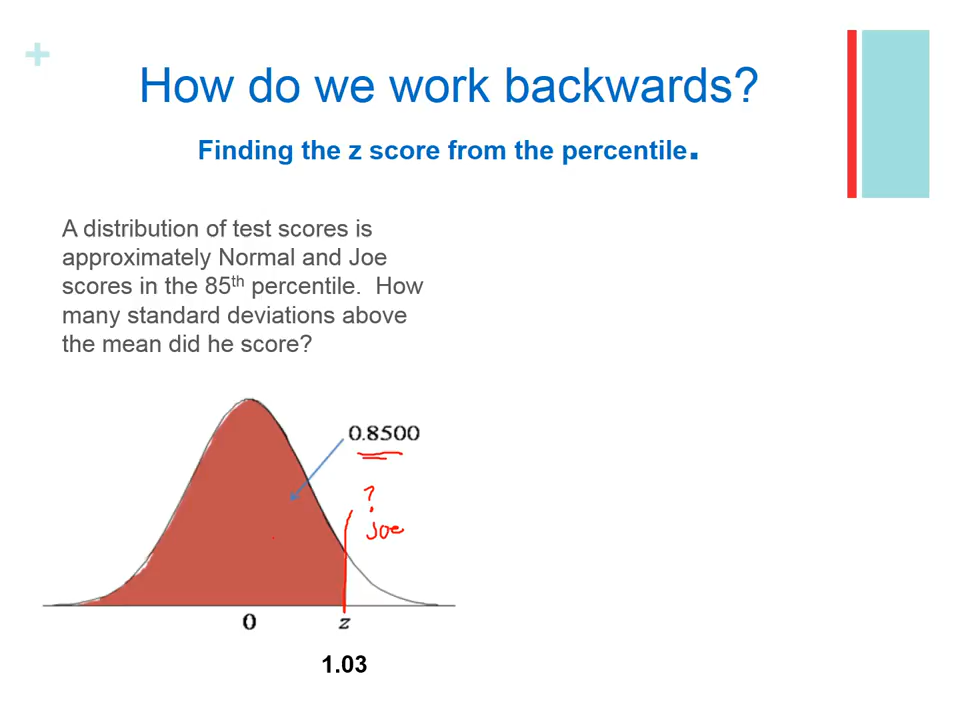 +
How do we work backwards?
Finding the z score from the percentile.
A distribution of test scores is
approximately Normal and Joe
scores in the 85th percentile. How
many standard deviations above
the mean did he score?
0.8500
?
joe
0 z
1.03